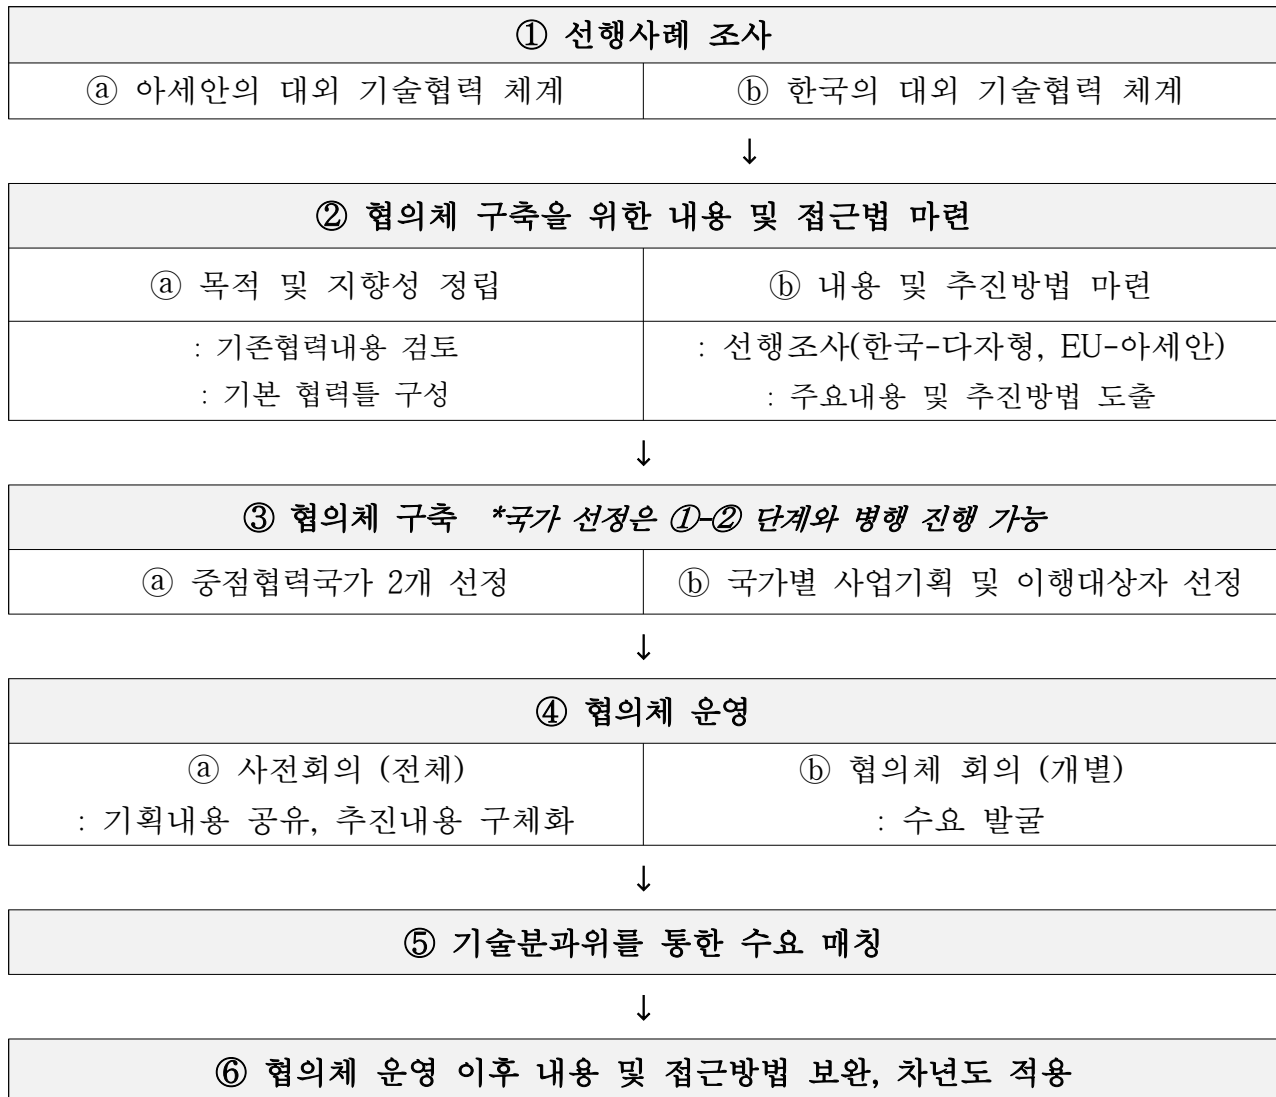 ① 선행사례 조사
ⓐ 아세안의 대외 기술협력 체계
ⓑ 한국의 대외 기술협력 체계
↓
② 협의체 구축을 위한 내용 및 접근법 마련
ⓐ 목적 및 지향성 정립
ⓑ 내용 및 추진방법 마련
: 기존협력내용 검토
: 기본 협력틀 구성
: 선행조사(한국-다자형, EU-아세안)
: 주요내용 및 추진방법 도출
↓
③ 협의체 구축 *국가 선정은 ①-② 단계와 병행 진행 가능
ⓐ 중점협력국가 2개 선정
ⓑ 국가별 사업기획 및 이행대상자 선정
↓
④ 협의체 운영
ⓐ 사전회의 (전체)
: 기획내용 공유, 추진내용 구체화
ⓑ 협의체 회의 (개별)
: 수요 발굴
↓
⑤ 기술분과위를 통한 수요 매칭
↓
⑥ 협의체 운영 이후 내용 및 접근방법 보완, 차년도 적용